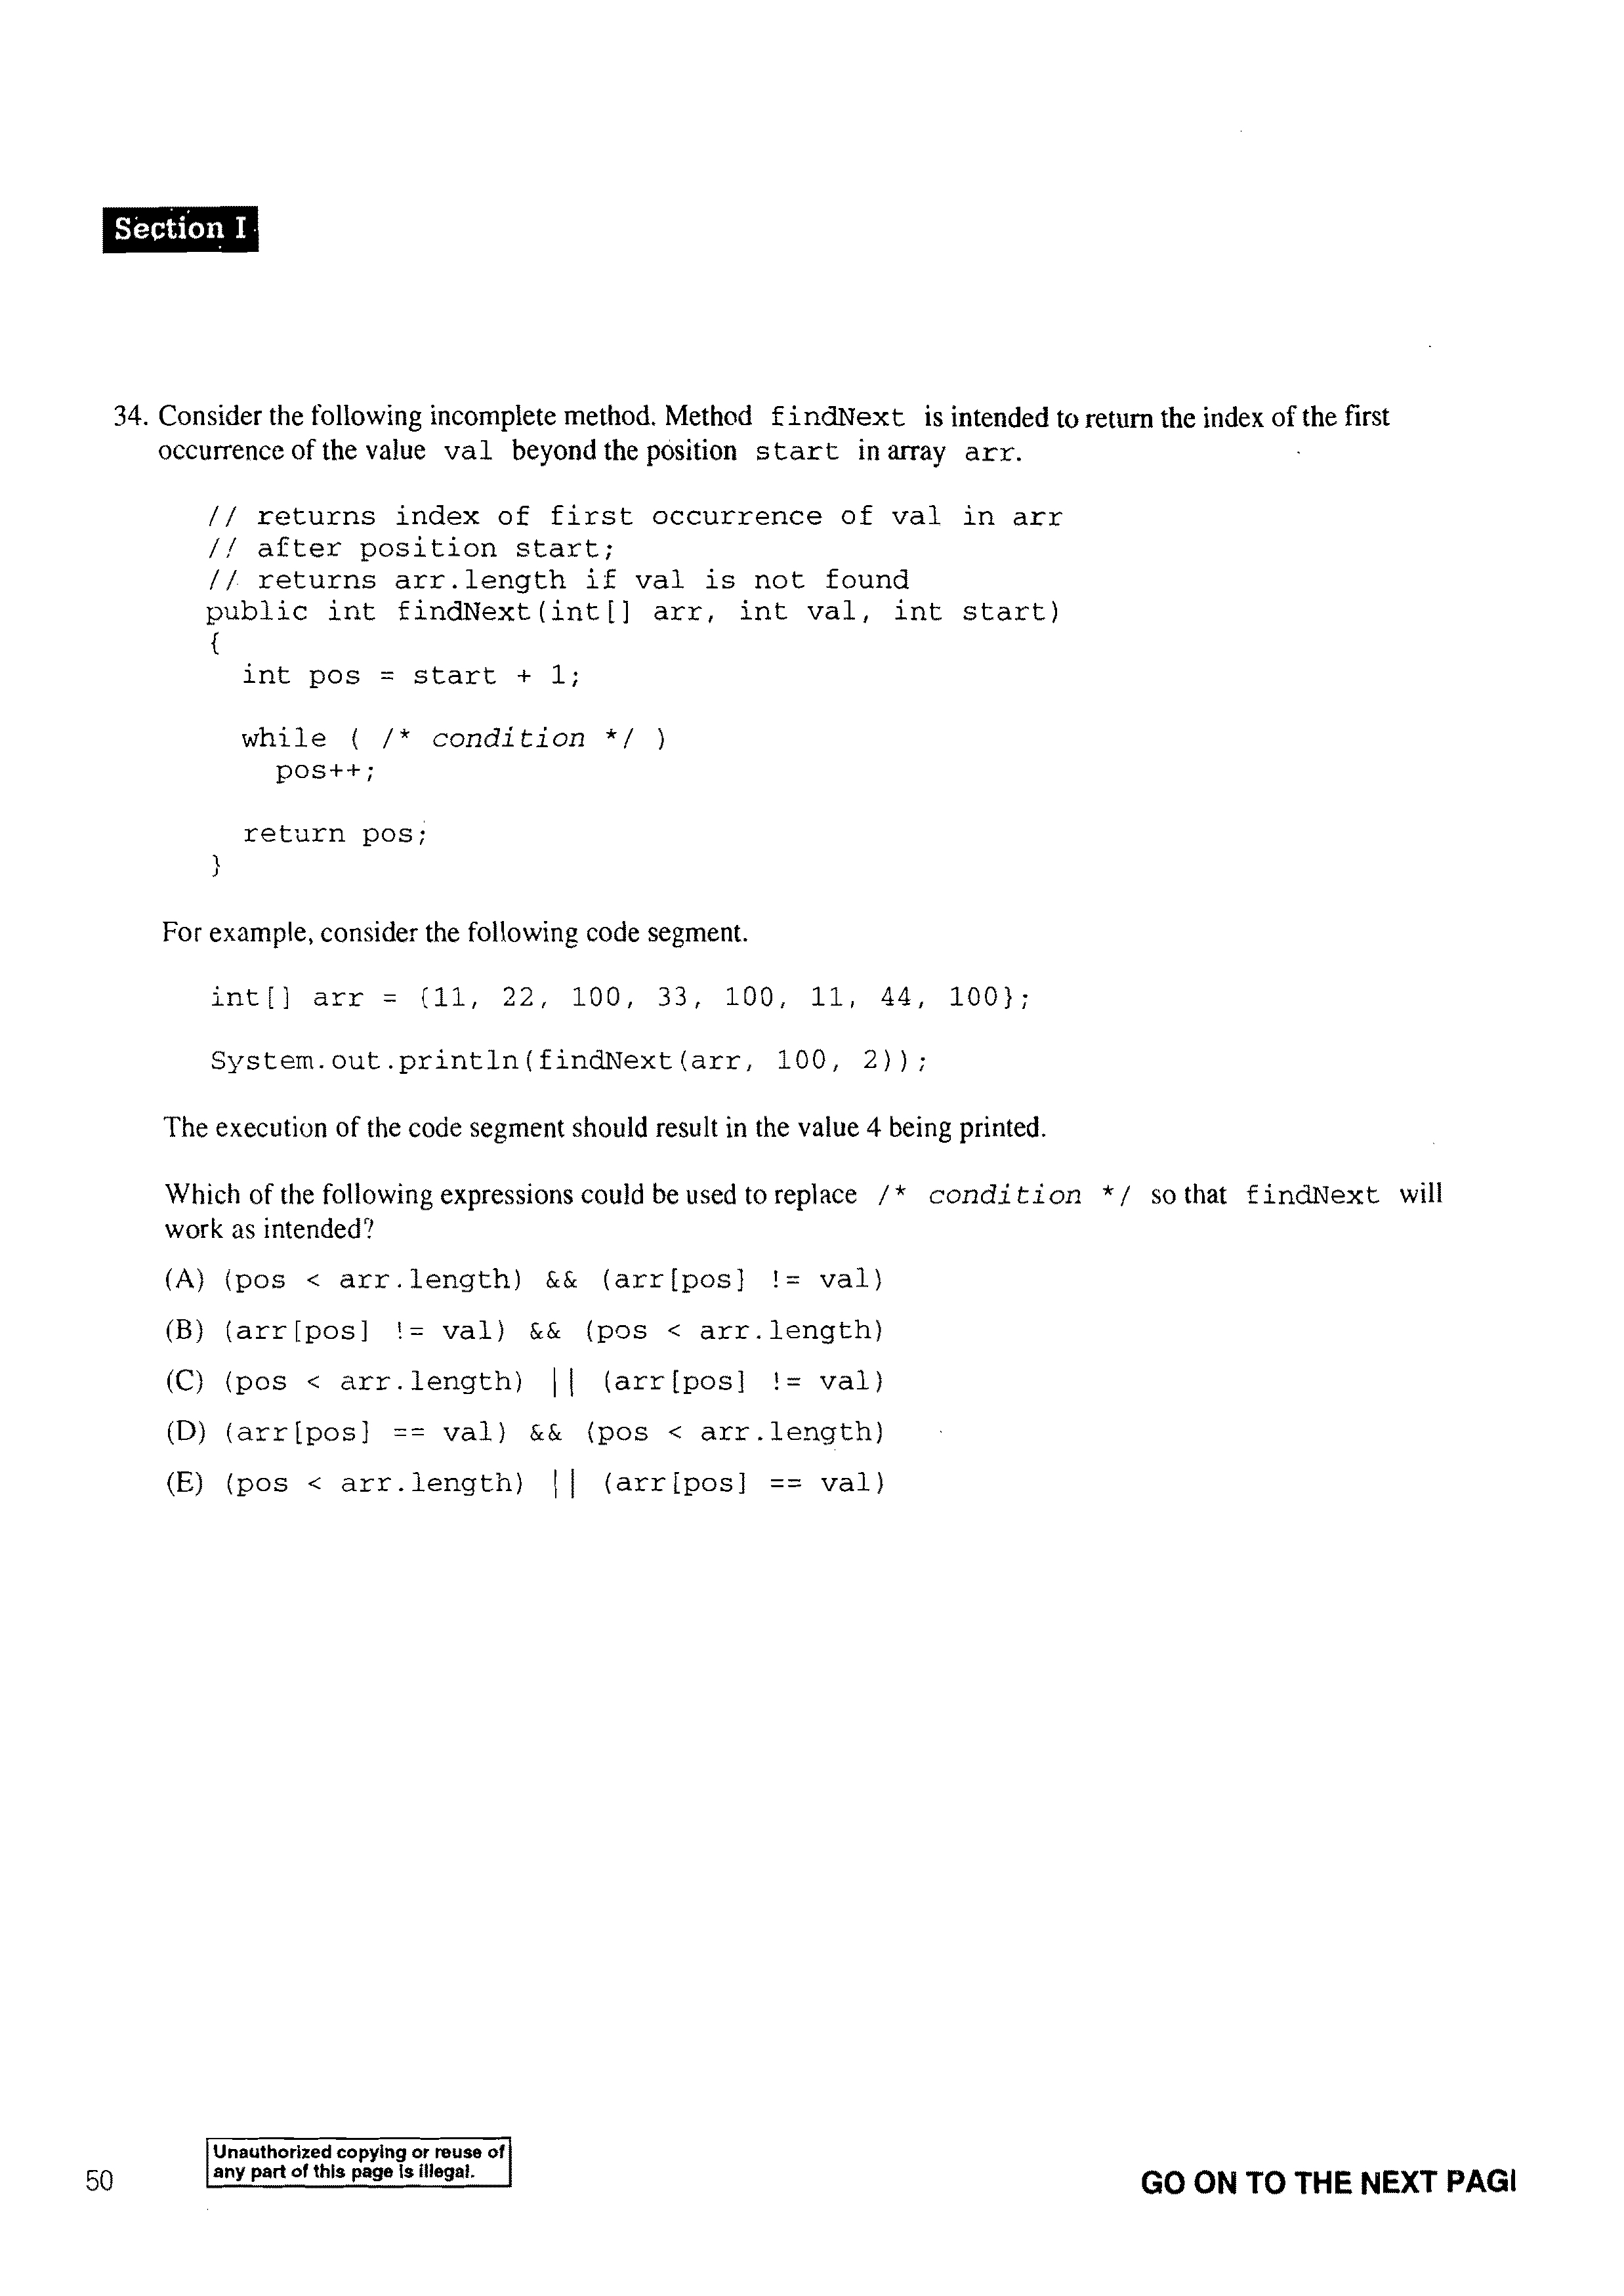 Section I
34. Consider the following incomplete method. Method findNext is intended to return the index of the first
occurrence of the value val beyond the position start in array arr.
// returns index of first occurrence of val in arr
// after position start;
// returns arr.length if val is not found
public int findNext(int[] arr, int val, int start)
{
int pos = start + 1;
while ( /* condition */ )
pos++;
return pos;
}
For example, consider the following code segment.
int[] arr = {11, 22, 100, 33, 100, 11, 44, 100};
System.out.println(findNext(arr, 100, 2));
The execution of the code segment should result in the value 4 being printed.
Which of the following expressions could be used to replace /* condition */ so that findNext will
work as intended?
(A) (pos < arr.length) && (arr[pos] != val)
(B) (arr[pos] != val) && (pos < arr.length)
(C) (pos < arr.length) || (arr[pos] != val)
(D) (arr[pos] == val) && (pos < arr.length)
(E) (pos < arr.length) || (arr[pos] == val)
Unauthorized copying or reuse of
any part of this page is illegal.
50
GO ON TO THE NEXT PAGI